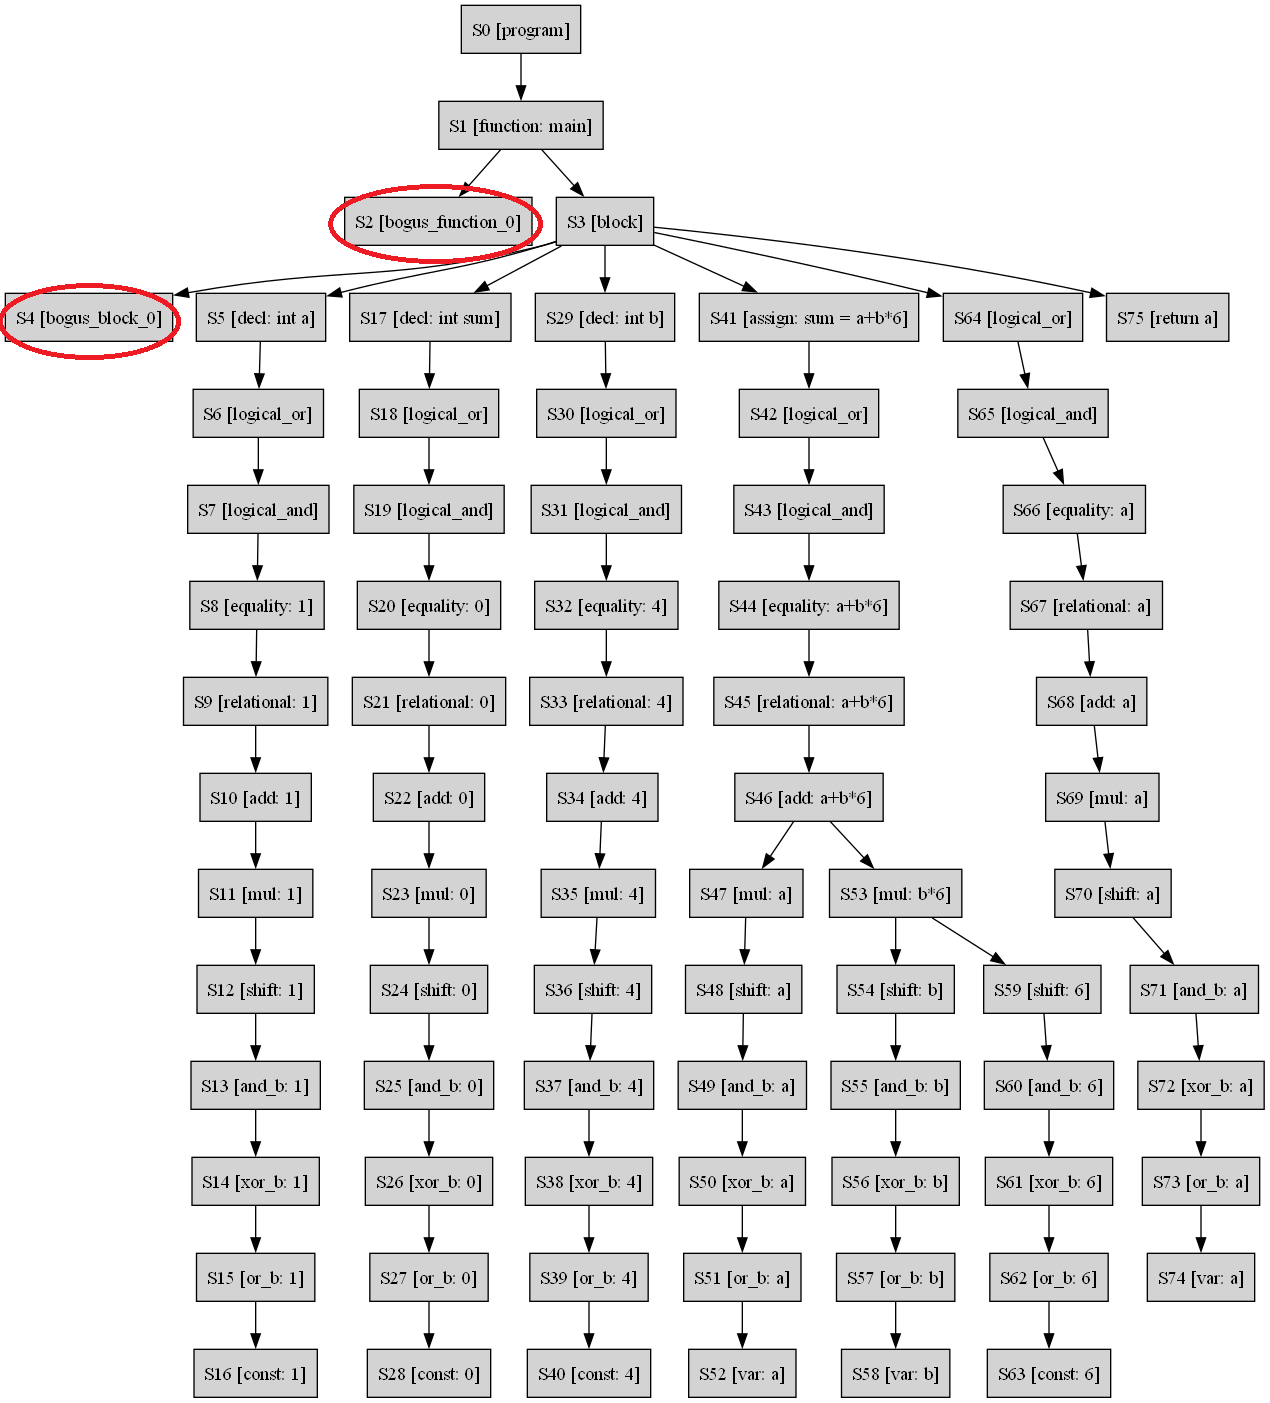 S0 [program]
S1 [function: main]
S2 [bogus_function_0]
S3 [block]
S4 [bogus_block_0]
S5 [decl: int a]
S17 [decl: int sum]
S29 [decl: int b]
S41 [assign: sum = a+b*6]
S64 [logical_or]
S75 [return a]
S6 [logical_or]
S18 [logical_or]
S30 [logical_or]
S42 [logical_or]
S65 [logical_and]
S7 [logical_and]
S19 [logical_and]
S31 [logical_and]
S43 [logical_and]
S66 [equality: a]
S8 [equality: 1]
S20 [equality: 0]
S32 [equality: 4]
S44 [equality: a+b*6]
S67 [relational: a]
S9 [relational: 1]
S21 [relational: 0]
S33 [relational: 4]
S45 [relational: a+b*6]
S68 [add: a]
S10 [add: 1]
S22 [add: 0]
S34 [add: 4]
S46 [add: a+b*6]
S69 [mul: a]
S11 [mul: 1]
S23 [mul: 0]
S35 [mul: 4]
S47 [mul: a]
S53 [mul: b*6]
S70 [shift: a]
S12 [shift: 1]
S24 [shift: 0]
S36 [shift: 4]
S48 [shift: a]
S54 [shift: b]
S59 [shift: 6]
S71 [and_b: a]
S13 [and_b: 1]
S25 [and_b: 0]
S37 [and_b: 4]
S49 [and_b: a]
S55 [and_b: b]
S60 [and_b: 6]
S72 [xor_b: a]
S14 [xor_b: 1]
S26 [xor_b: 0]
S38 [xor_b: 4]
S50 [xor_b: a]
S56 [xor_b: b]
S61 [xor_b: 6]
S73 [or_b: a]
S15 [or_b: 1]
S27 [or_b: 0]
S39 [or_b: 4]
S51 [or_b: a]
S57 [or_b: b]
S62 [or_b: 6]
S74 [var: a]
S16 [const: 1]
S28 [const: 0]
S40 [const: 4]
S52 [var: a]
S58 [var: b]
S63 [const: 6]